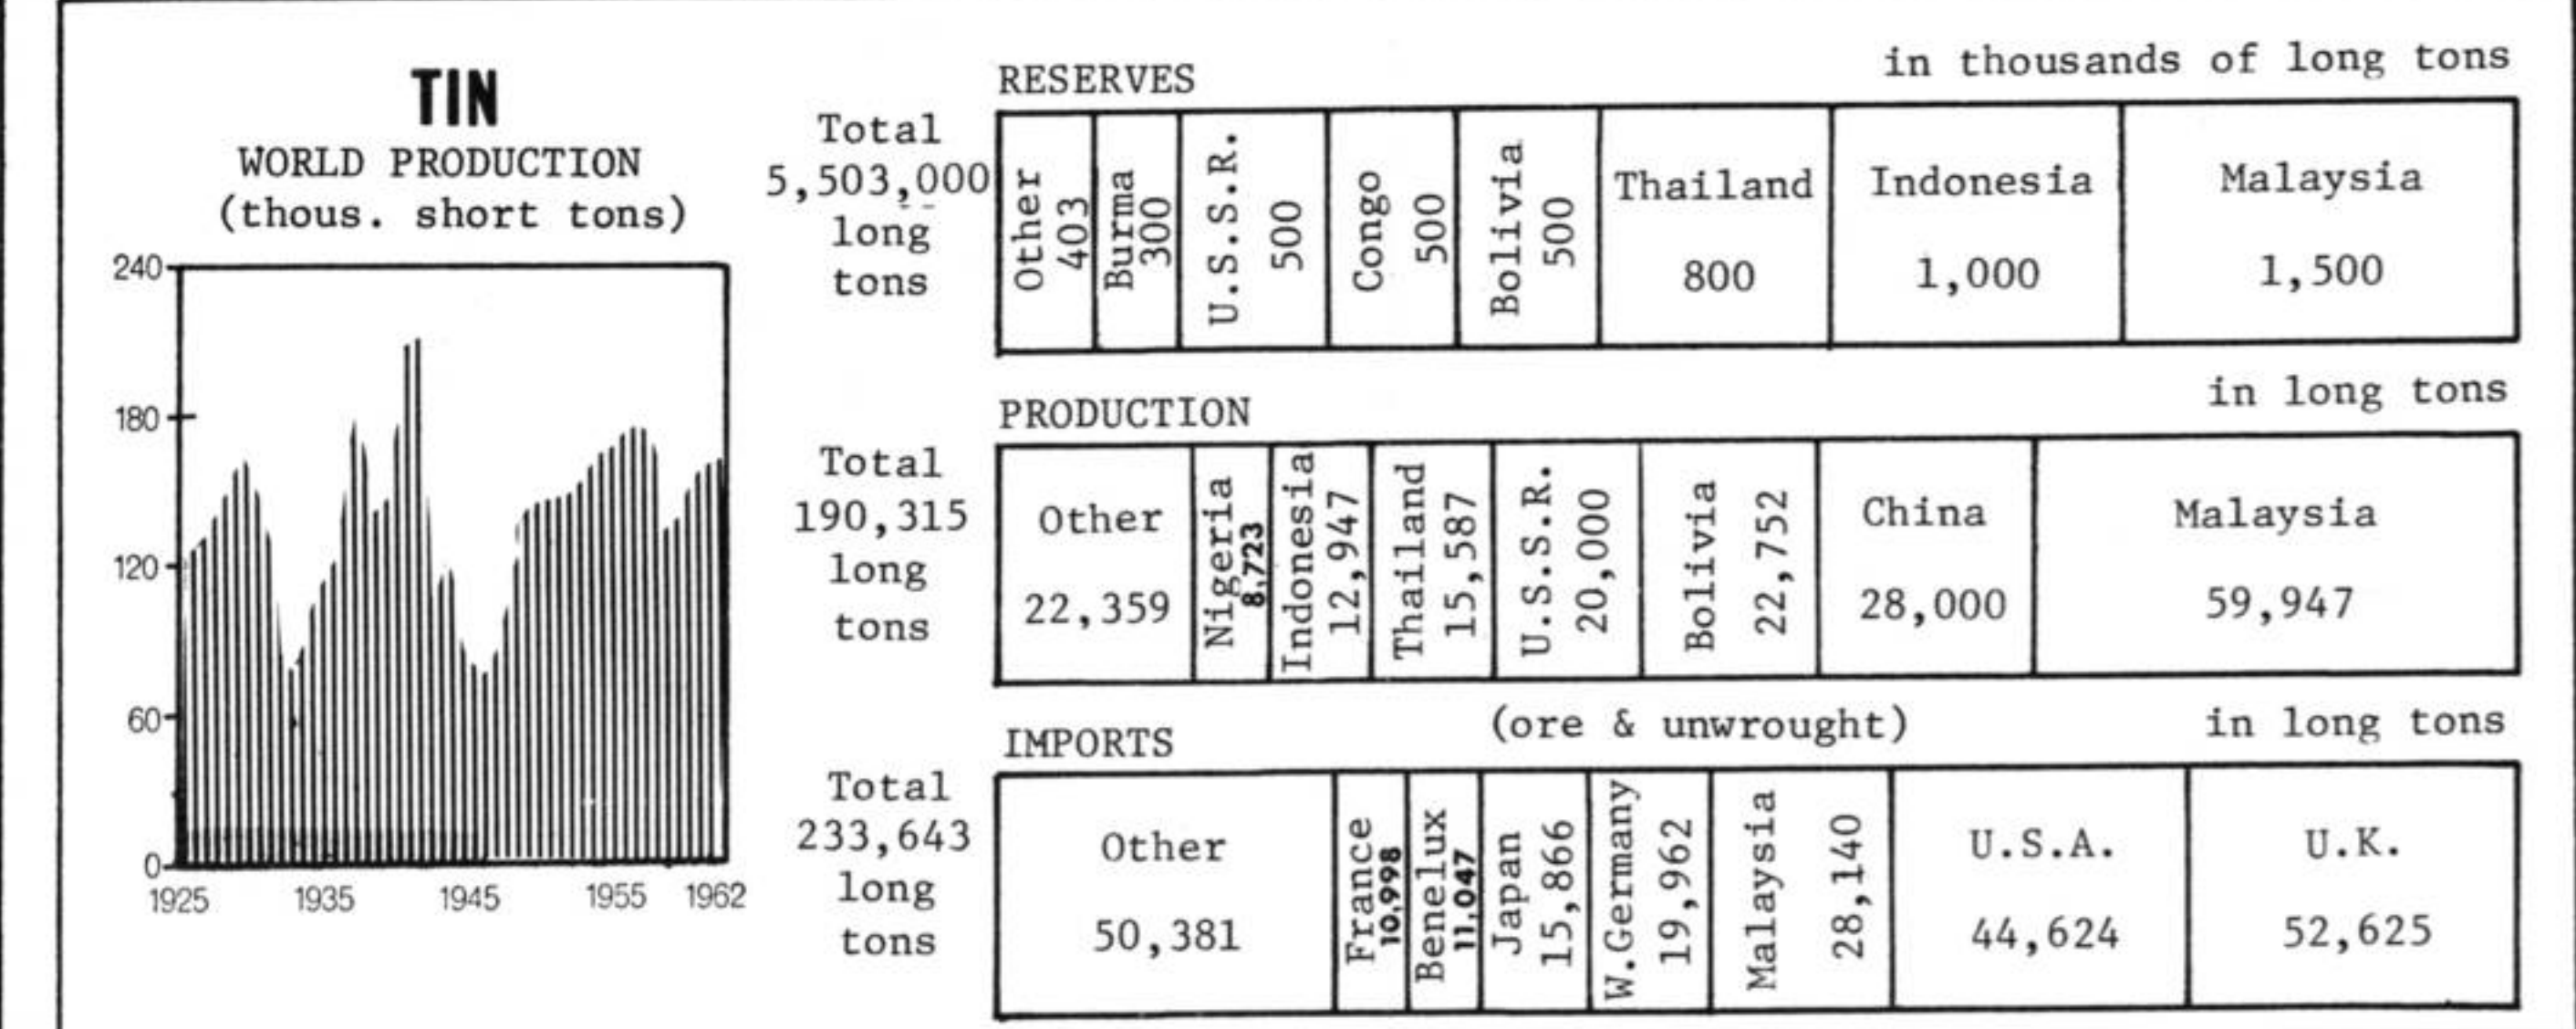 TIN
WORLD PRODUCTION
(thous. short tons)
240
180
120
60
0
1925 1935 1945 1955 1962
RESERVES
in thousands of long tons
Total
5,503,000
long
tons
Other
403
Burma
300
U.S.S.R.
500
Congo
500
Bolivia
500
Thailand
800
Indonesia
1,000
Malaysia
1,500
PRODUCTION
in long tons
Total
190,315
long
tons
Other
22,359
Nigeria
8,723
Indonesia
12,947
Thailand
15,587
U.S.S.R.
20,000
Bolivia
22,752
China
28,000
Malaysia
59,947
IMPORTS
(ore & unwrought)
in long tons
Total
233,643
long
tons
Other
50,381
France
10,998
Benelux
11,047
Japan
15,866
W.Germany
19,962
Malaysia
28,140
U.S.A.
44,624
U.K.
52,625